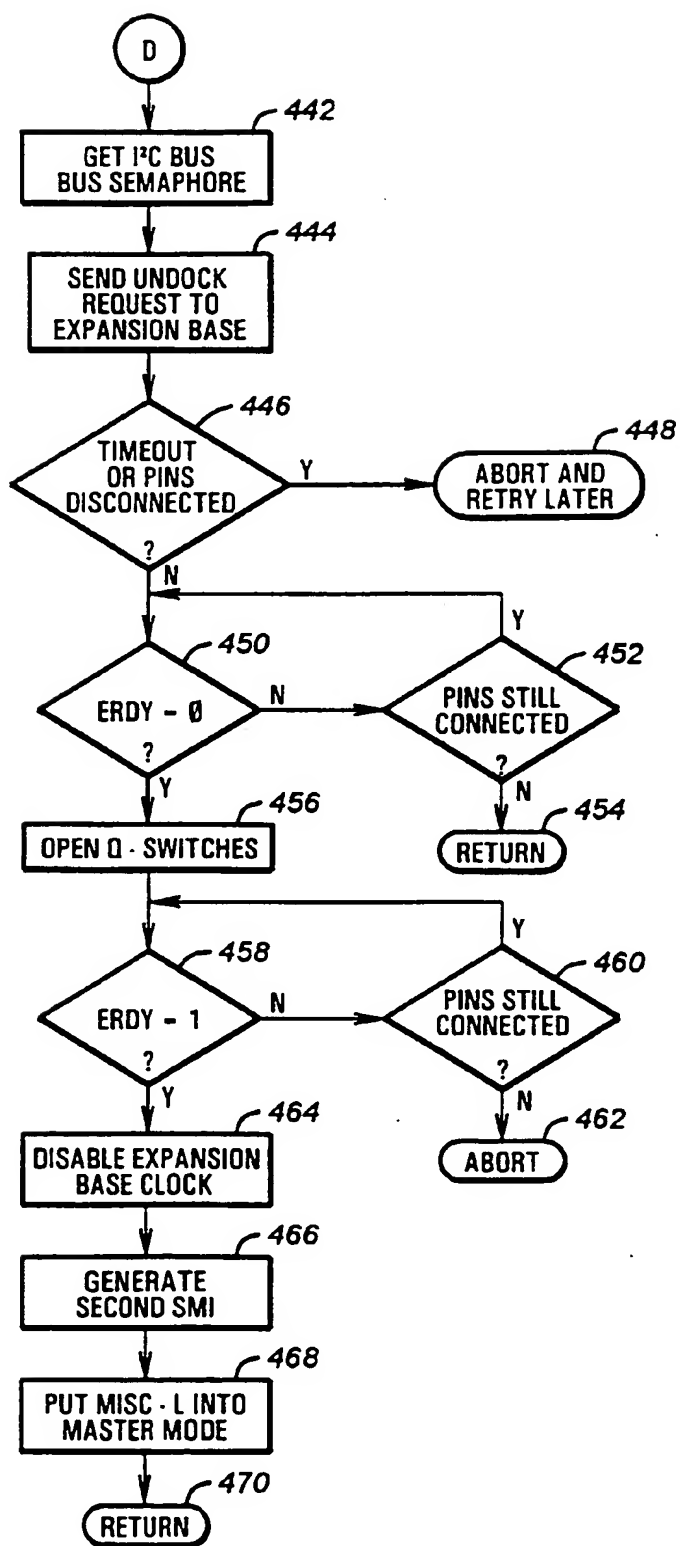 D
442
GET I²C BUS
BUS SEMAPHORE
444
SEND UNDOCK
REQUEST TO
EXPANSION BASE
446
TIMEOUT
OR PINS
DISCONNECTED
?
Y
N
448
ABORT AND
RETRY LATER
450
ERDY - Ø
?
N
Y
452
PINS STILL
CONNECTED
?
Y
N
454
RETURN
456
OPEN Q - SWITCHES
458
ERDY - 1
?
N
Y
460
PINS STILL
CONNECTED
?
Y
N
462
ABORT
464
DISABLE EXPANSION
BASE CLOCK
466
GENERATE
SECOND SMI
468
PUT MISC - L INTO
MASTER MODE
470
RETURN